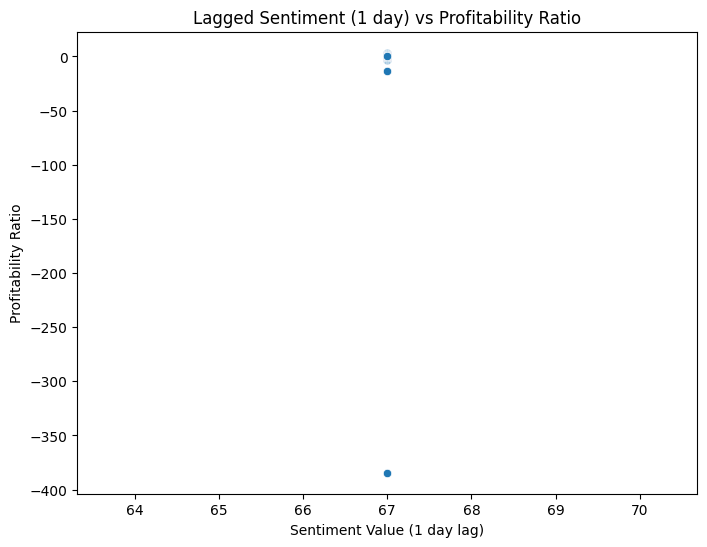 Lagged Sentiment (1 day) vs Profitability Ratio
0
−50
−100
−150
−200
−250
−300
−350
−400
Profitability Ratio
64 65 66 67 68 69 70
Sentiment Value (1 day lag)